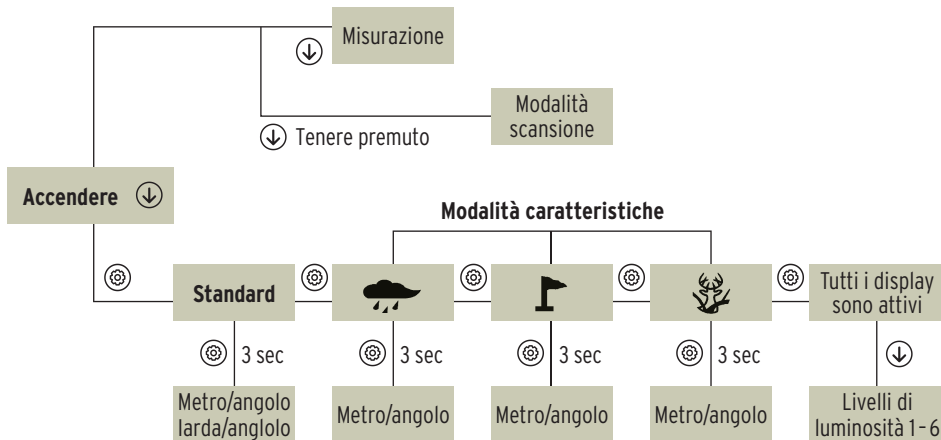 Misurazione
Modalità
scansione
Tenere premuto
Accendere
Modalità caratteristiche
Standard
Tutti i display
sono attivi
3 sec
3 sec
3 sec
3 sec
Metro/angolo
Iarda/anglolo
Metro/angolo
Metro/angolo
Metro/angolo
Livelli di
luminosità 1-6